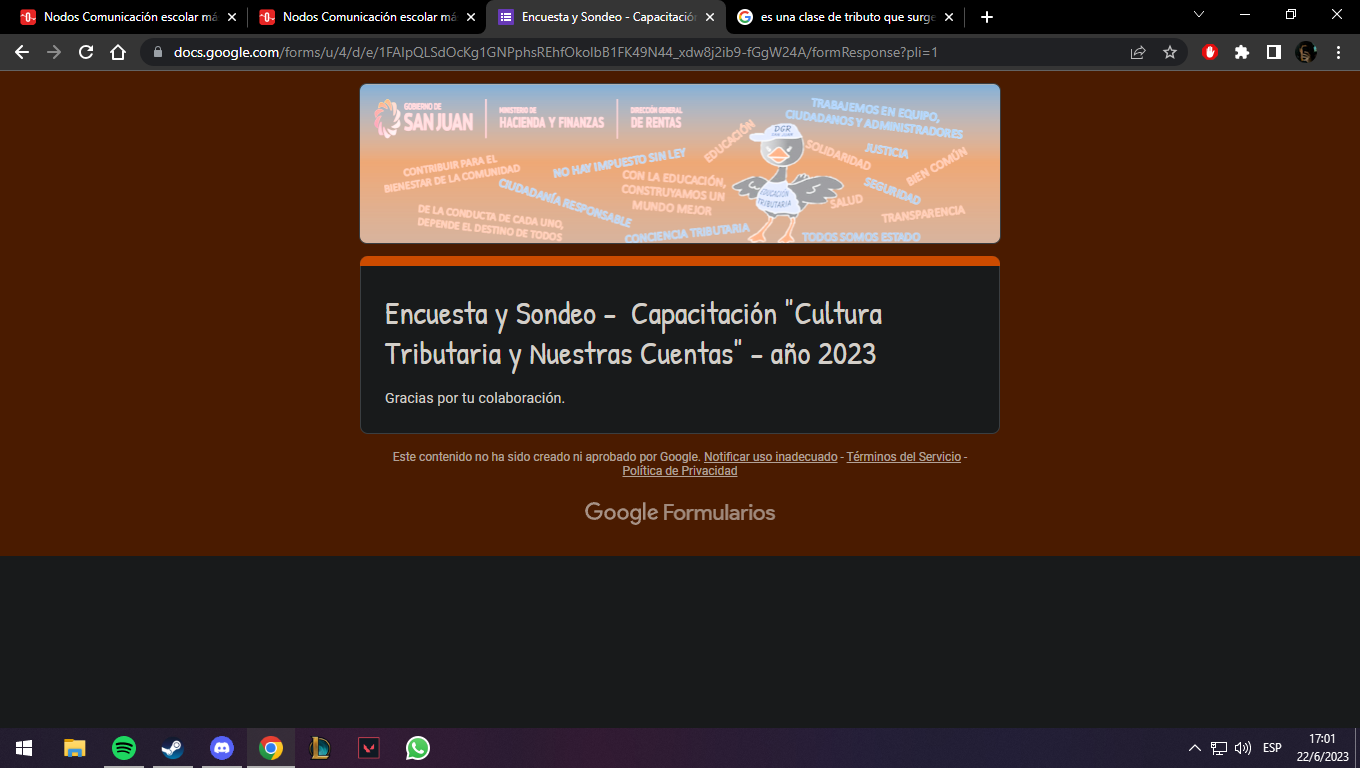 Nodos Comunicación escolar má
Nodos Comunicación escolar má
Encuesta y Sondeo - Capacitación
es una clase de tributo que surge
docs.google.com/forms/u/4/d/e/1FAIpQLSdOcKg1GNPphsREhfOkoIbB1FK49N44_xdw8j2ib9-fGgW24A/formResponse?pli=1
GOBIERNO DE
SAN JUAN
MINISTERIO DE
HACIENDA Y FINANZAS
DIRECCIÓN GENERAL
DE RENTAS
TRABAJEMOS EN EQUIPO,
CIUDADANOS Y ADMINISTRADORES
EDUCACIÓN
DGR
SAN JUAN
SOLIDARIDAD
JUSTICIA
BIEN COMÚN
CONTRIBUIR PARA EL
BIENESTAR DE LA COMUNIDAD
NO HAY IMPUESTO SIN LEY
CON LA EDUCACIÓN,
CONSTRUYAMOS UN
MUNDO MEJOR
CIUDADANÍA RESPONSABLE
EDUCACIÓN
TRIBUTARIA
SEGURIDAD
SALUD
TRANSPARENCIA
DE LA CONDUCTA DE CADA UNO,
DEPENDE EL DESTINO DE TODOS
CONCIENCIA TRIBUTARIA
TODOS SOMOS ESTADO
Encuesta y Sondeo - Capacitación "Cultura
Tributaria y Nuestras Cuentas" - año 2023
Gracias por tu colaboración.
Este contenido no ha sido creado ni aprobado por Google. Notificar uso inadecuado - Términos del Servicio -
Política de Privacidad
Google Formularios
ESP
17:01
22/6/2023